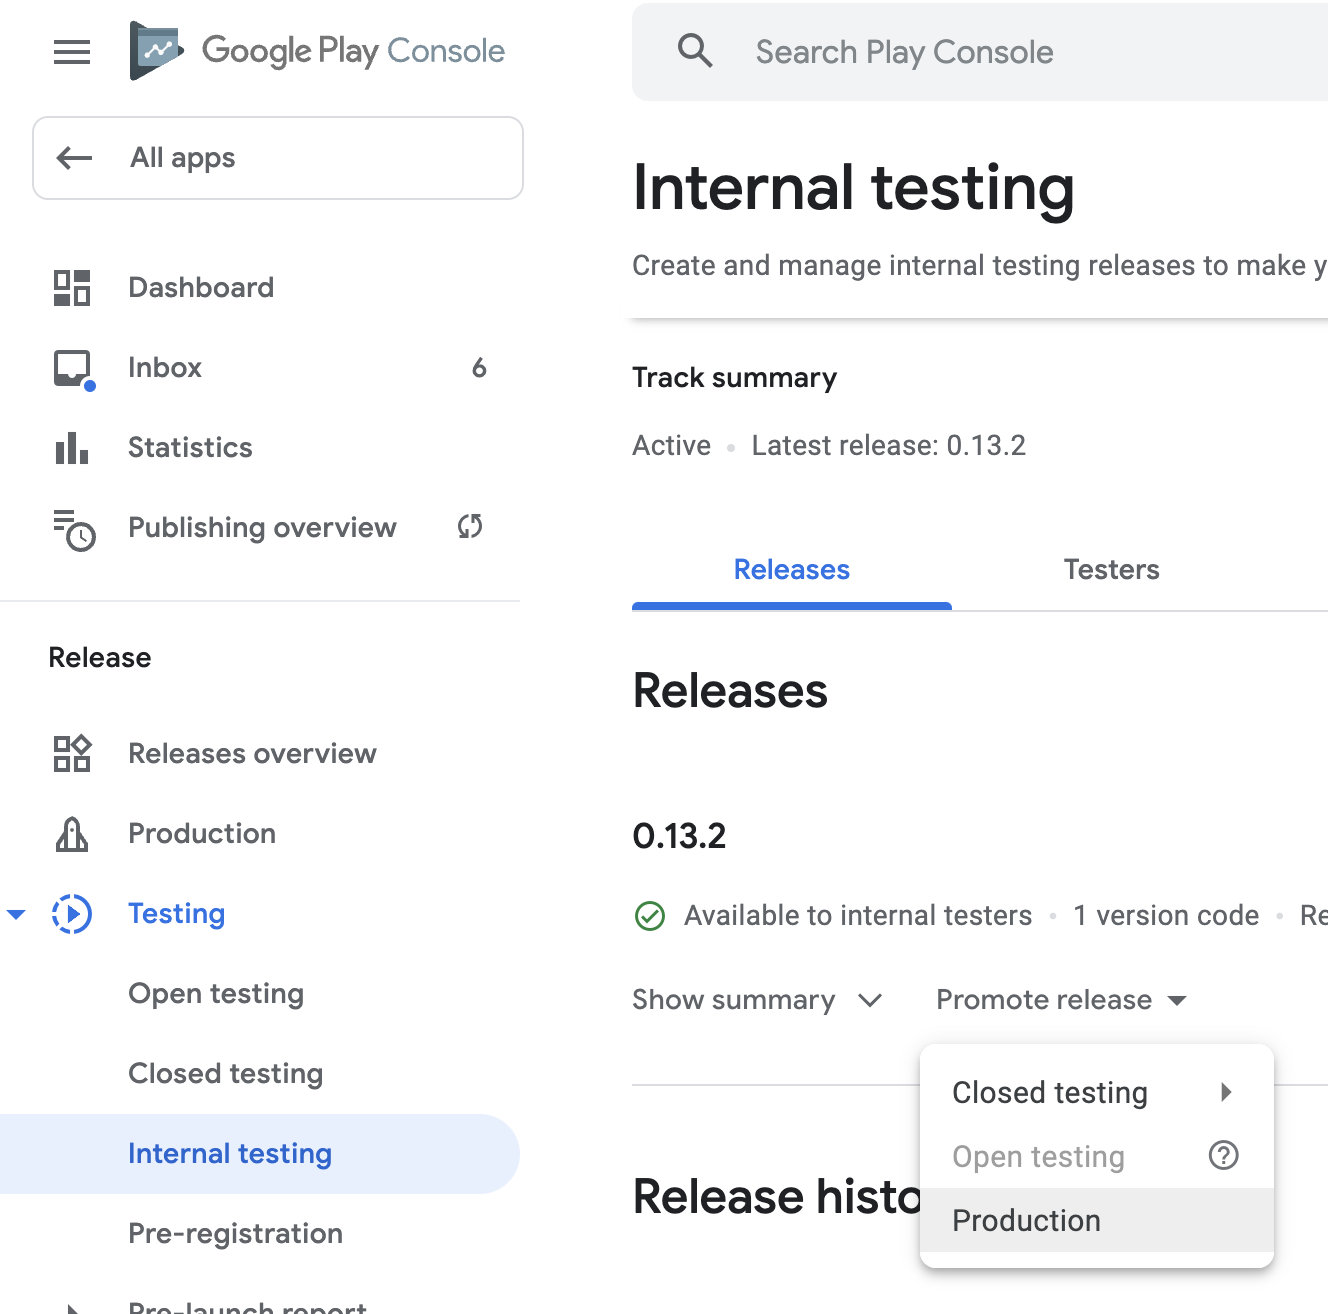 Google Play Console
All apps
Dashboard
Inbox 6
Statistics
Publishing overview
Release
Releases overview
Production
Testing
Open testing
Closed testing
Internal testing
Pre-registration
Pre-launch report
Search Play Console
Internal testing
Create and manage internal testing releases to make y
Track summary
Active • Latest release: 0.13.2
Releases Testers
Releases
0.13.2
Available to internal testers • 1 version code • Re
Show summary Promote release
Closed testing
Open testing
Production
Release histo